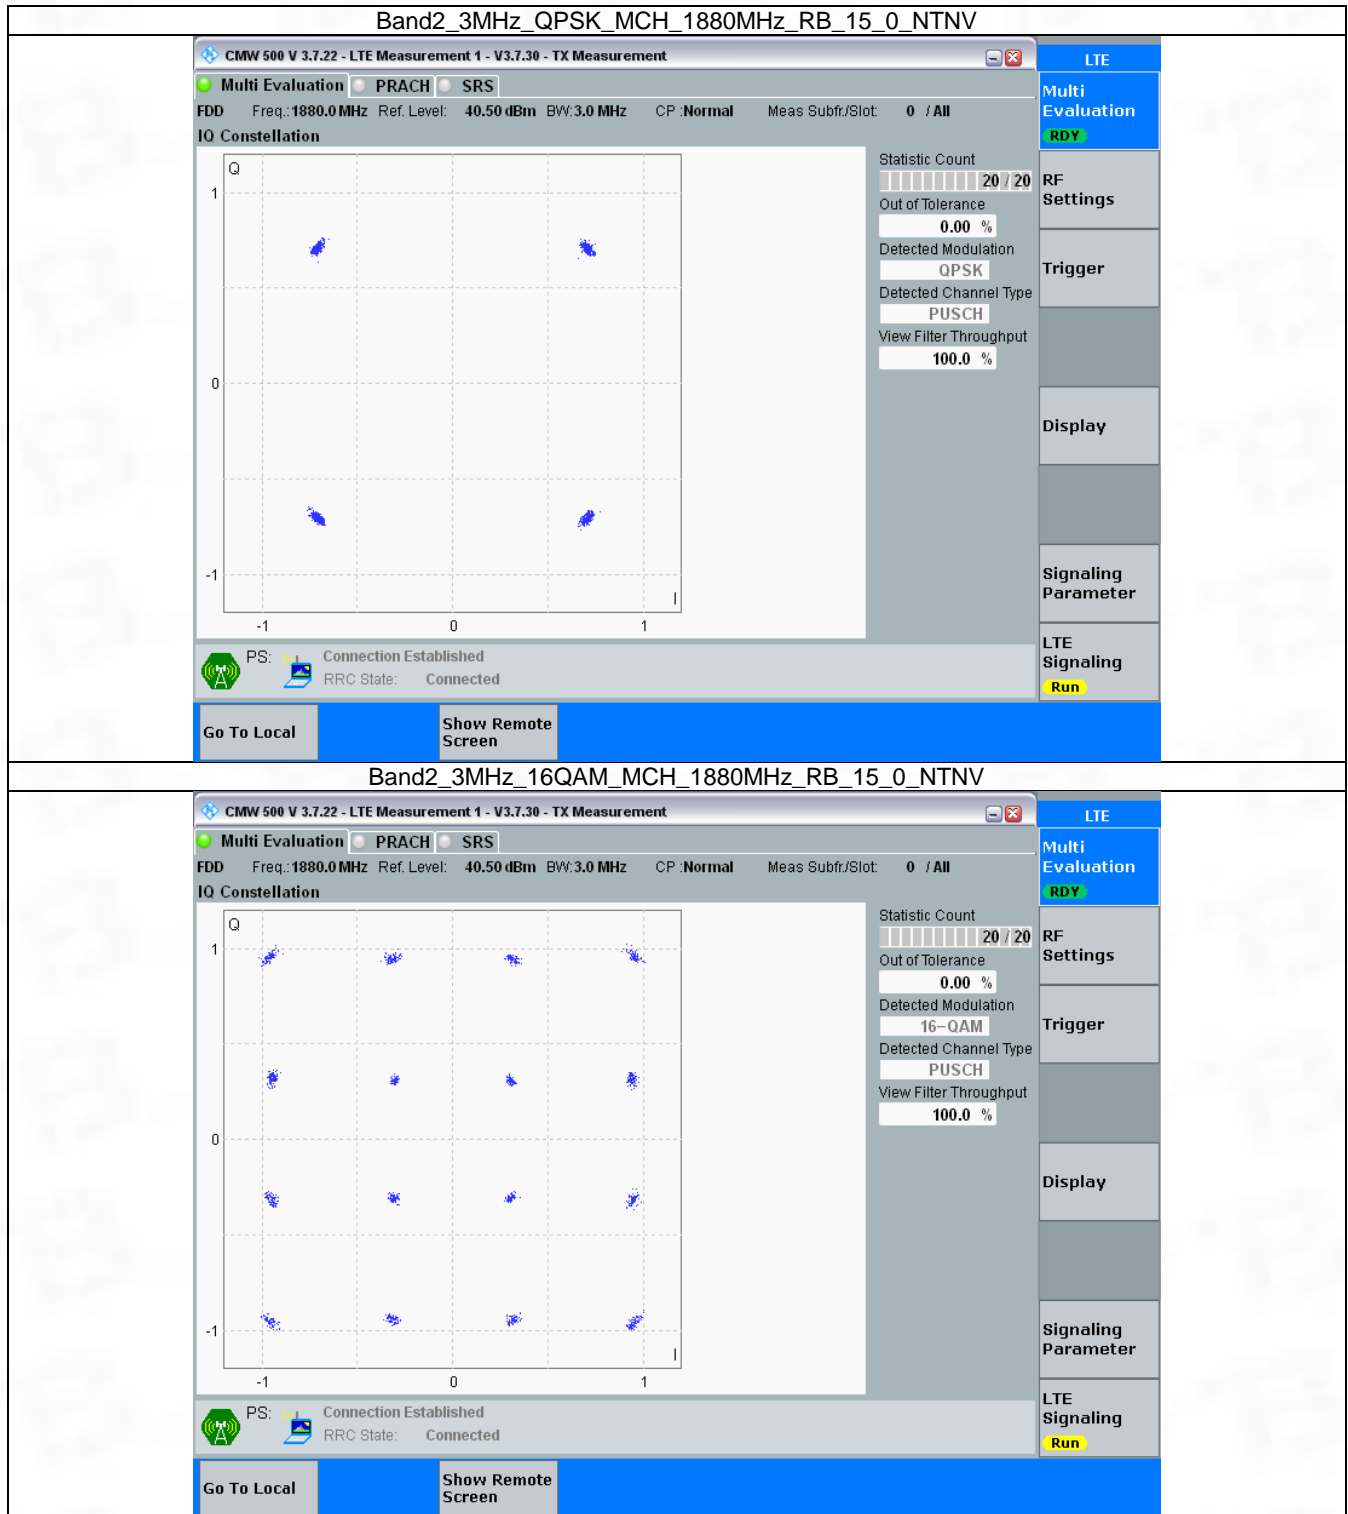 Band2_3MHz_QPSK_MCH_1880MHz_RB_15_0_NTNV
CMW 500 V 3.7.22 - LTE Measurement 1 - V3.7.30 - TX Measurement
LTE
Multi Evaluation PRACH SRS
Multi
Evaluation
RDY
FDD Freq.:1880.0 MHz Ref. Level: 40.50 dBm BW:3.0 MHz CP :Normal Meas Subfr./Slot: 0 / All
IQ Constellation
Q
1
0
-1
I
-1 0 1
Statistic Count
20 / 20
Out of Tolerance
0.00 %
Detected Modulation
QPSK
Detected Channel Type
PUSCH
View Filter Throughput
100.0 %
RF
Settings
Trigger
Display
Signaling
Parameter
LTE
Signaling
Run
PS: Connection Established
RRC State: Connected
Go To Local
Show Remote
Screen
Band2_3MHz_16QAM_MCH_1880MHz_RB_15_0_NTNV
CMW 500 V 3.7.22 - LTE Measurement 1 - V3.7.30 - TX Measurement
LTE
Multi Evaluation PRACH SRS
Multi
Evaluation
RDY
FDD Freq.:1880.0 MHz Ref. Level: 40.50 dBm BW:3.0 MHz CP :Normal Meas Subfr./Slot: 0 / All
IQ Constellation
Q
1
0
-1
I
-1 0 1
Statistic Count
20 / 20
Out of Tolerance
0.00 %
Detected Modulation
16-QAM
Detected Channel Type
PUSCH
View Filter Throughput
100.0 %
RF
Settings
Trigger
Display
Signaling
Parameter
LTE
Signaling
Run
PS: Connection Established
RRC State: Connected
Go To Local
Show Remote
Screen